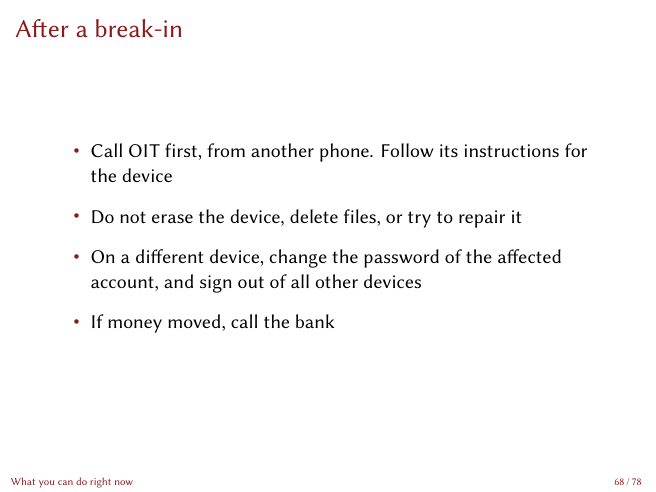 After a break-in
• Call OIT first, from another phone. Follow its instructions for
the device
• Do not erase the device, delete files, or try to repair it
• On a different device, change the password of the affected
account, and sign out of all other devices
• If money moved, call the bank
What you can do right now
68 / 78